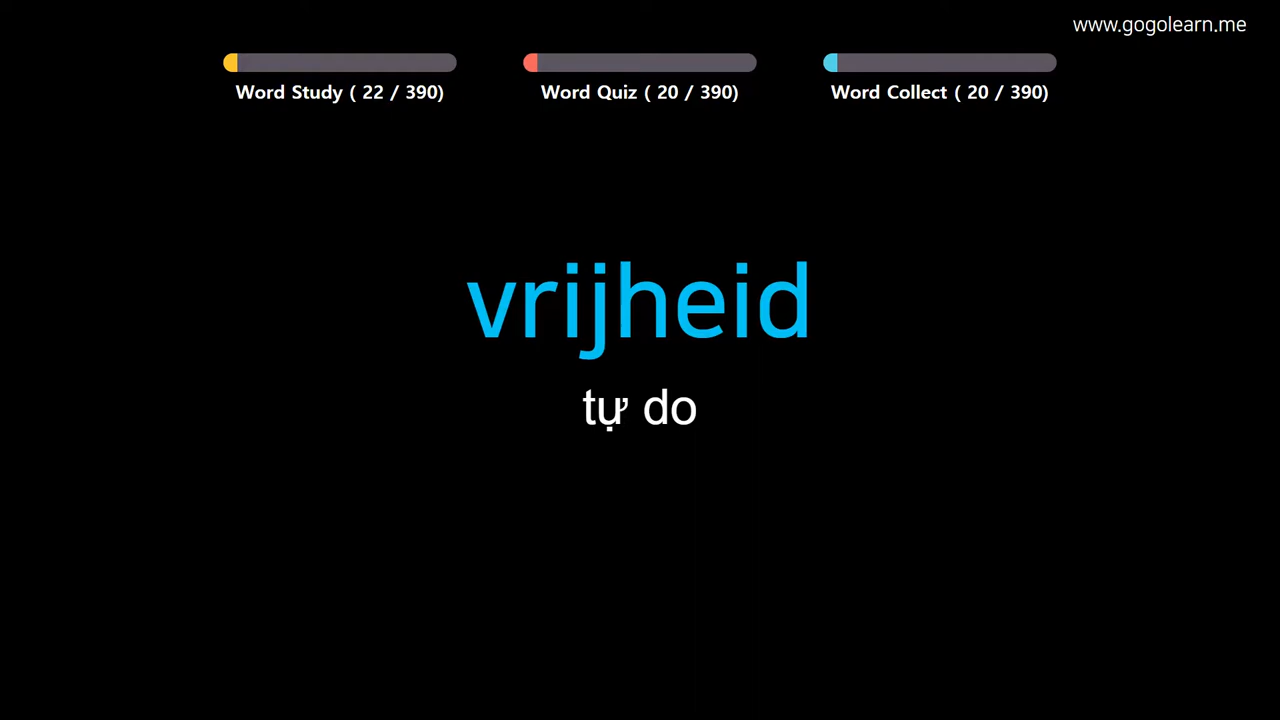 www.gogolearn.me
Word Study ( 22 / 390)
Word Quiz ( 20 / 390)
Word Collect ( 20 / 390)
vrijheid
tự do